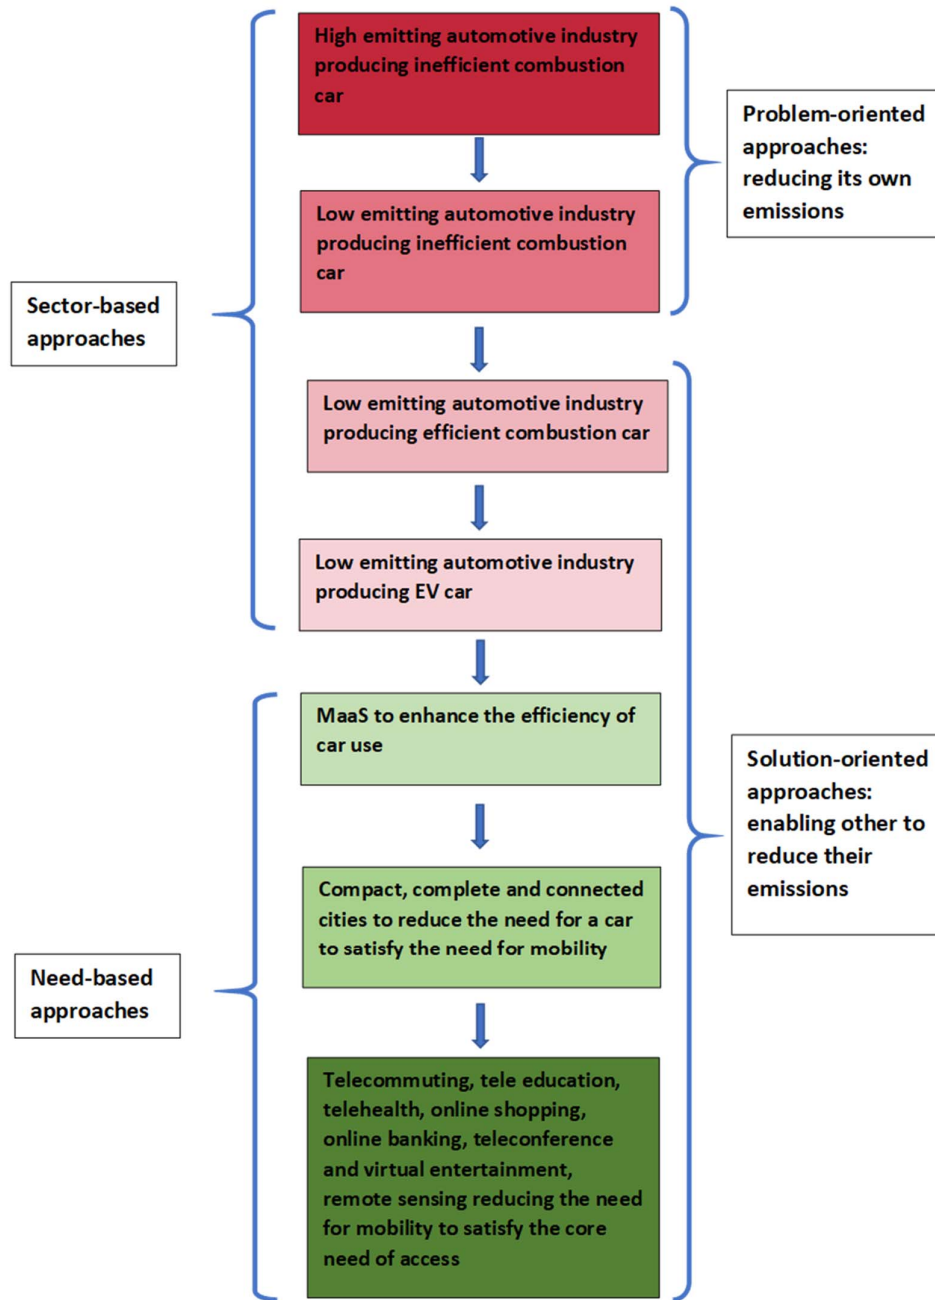 High emitting automotive industry
producing inefficient combustion
car
Problem-oriented
approaches:
reducing its own
emissions
Low emitting automotive industry
producing inefficient combustion
car
Sector-based
approaches
Low emitting automotive industry
producing efficient combustion car
Low emitting automotive industry
producing EV car
MaaS to enhance the efficiency of
car use
Solution-oriented
approaches:
enabling other to
reduce their
emissions
Compact, complete and connected
cities to reduce the need for a car
to satisfy the need for mobility
Need-based
approaches
Telecommuting, tele education,
telehealth, online shopping,
online banking, teleconference
and virtual entertainment,
remote sensing reducing the need
for mobility to satisfy the core
need of access